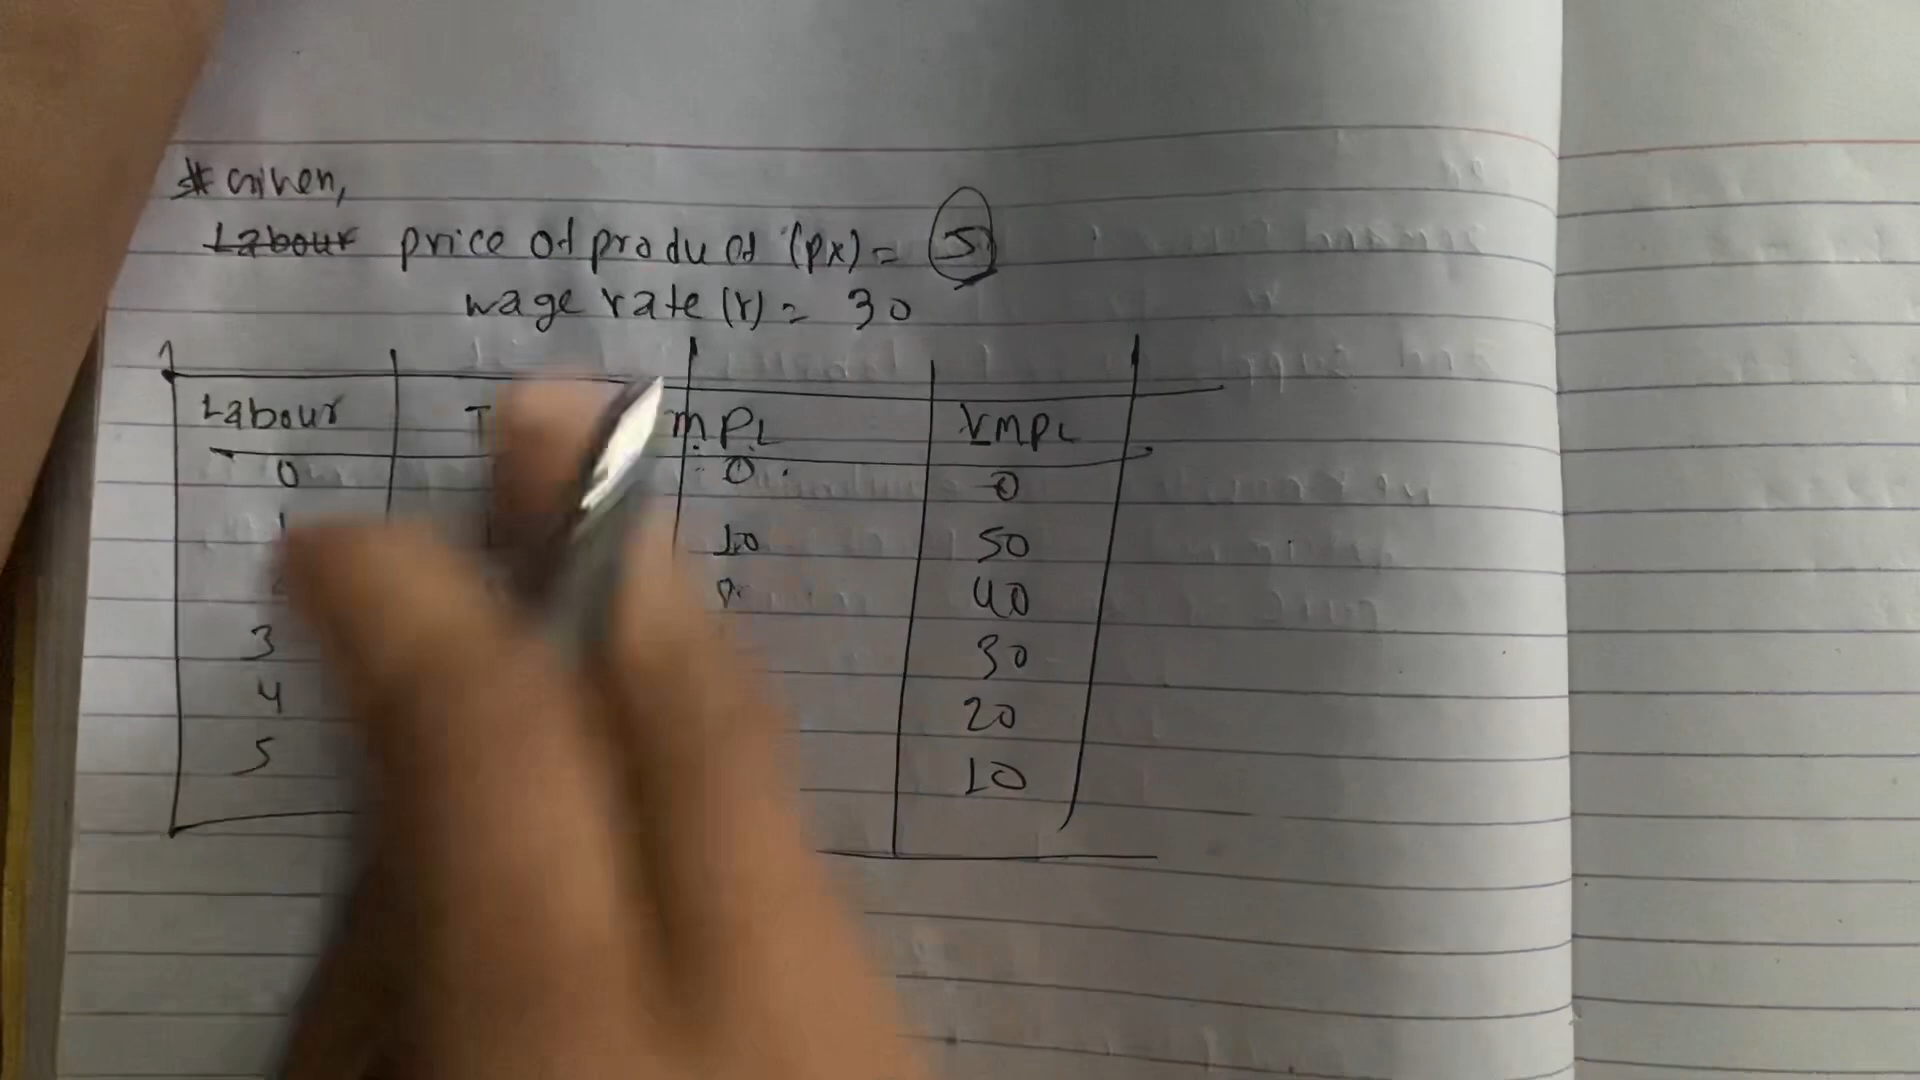 Given,
Labour price of product (px) = 5
wage rate (r) = 30
Labour MPL VMPL
0 0 0
10 50
8 40
3 30
4 20
5 10